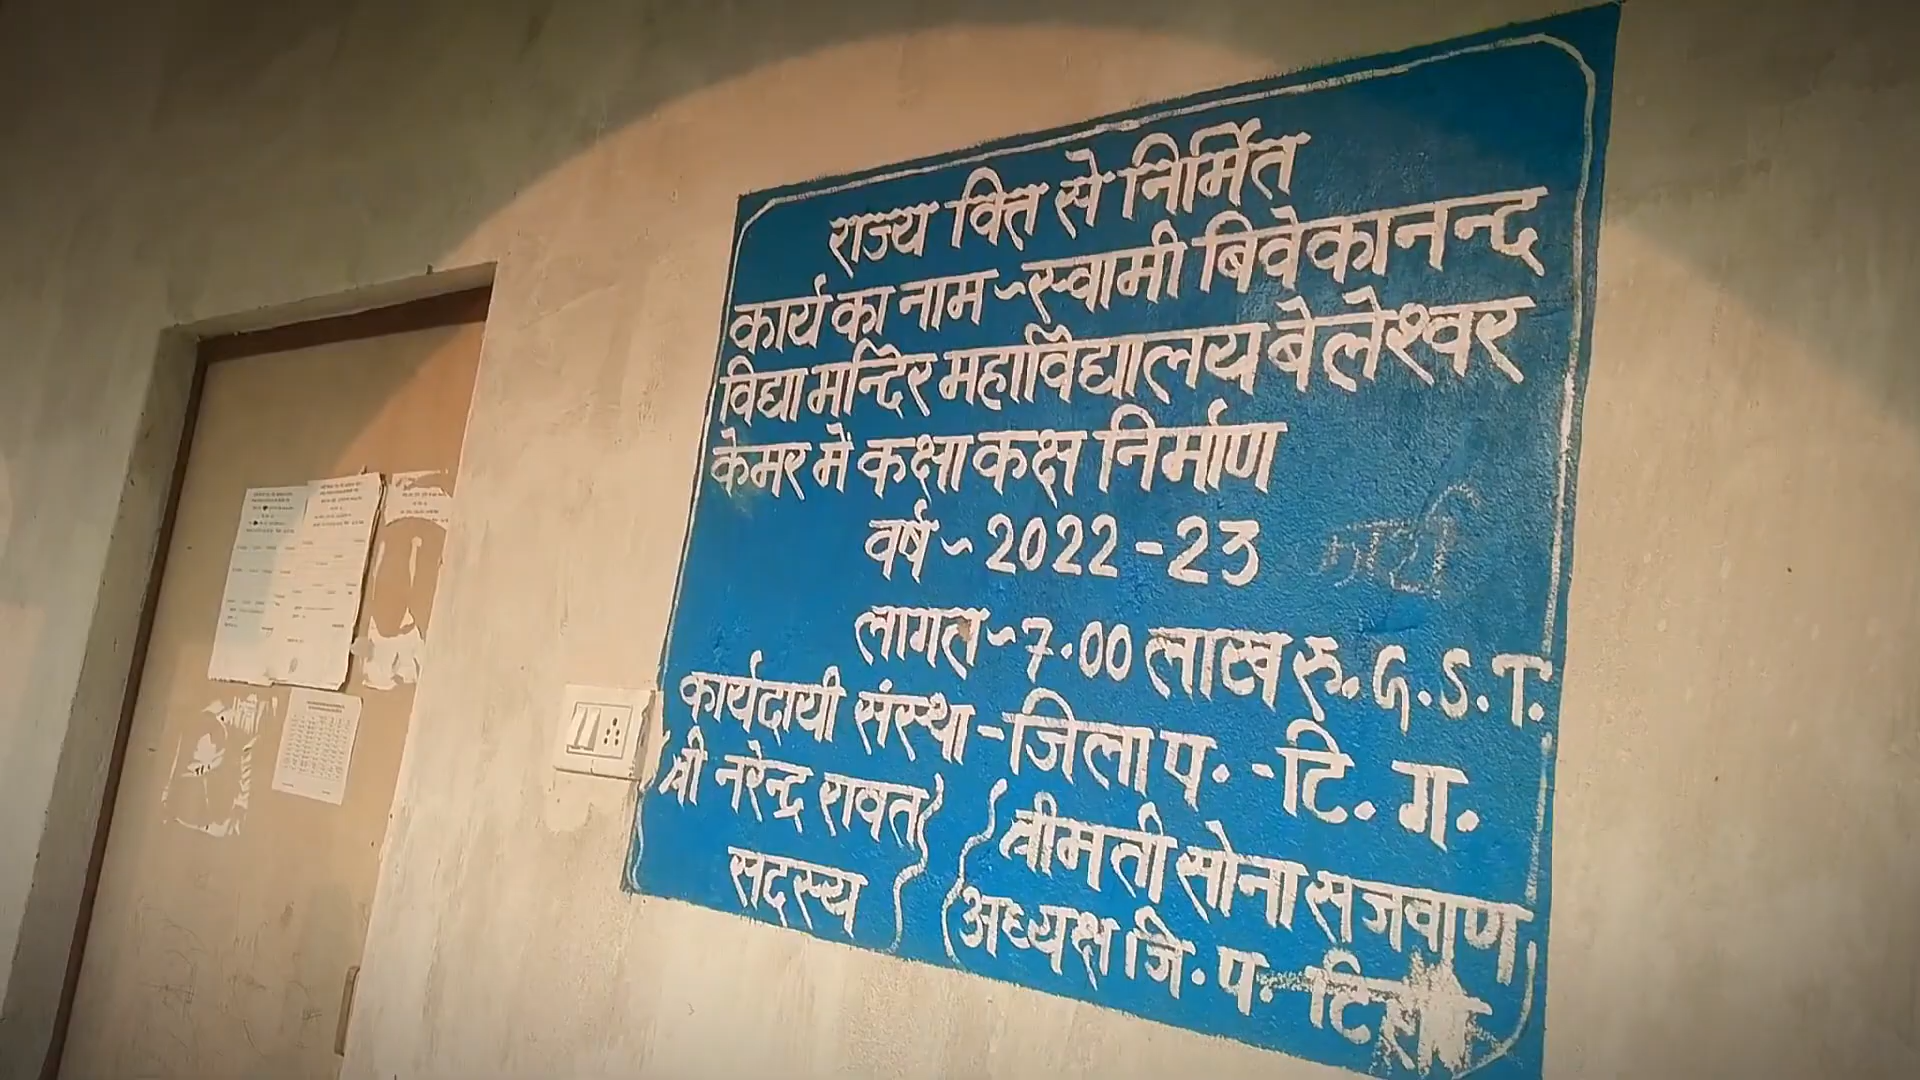 राज्य वित्त से निर्मित
कार्य का नाम ~ स्वामी बिवेकानन्द
विद्या मन्दिर महाविद्यालय बेलेश्वर
केमर में कक्षा कक्ष निर्माण
वर्ष ~ 2022 - 23
लागत ~ 7.00 लाख रु. G.S.T.
कार्यदायी संस्था - जिला प. - टि. ग.
श्री नरेन्द्र रावत
सदस्य
श्रीमती सोना सजवाण
अध्यक्ष जि. प.